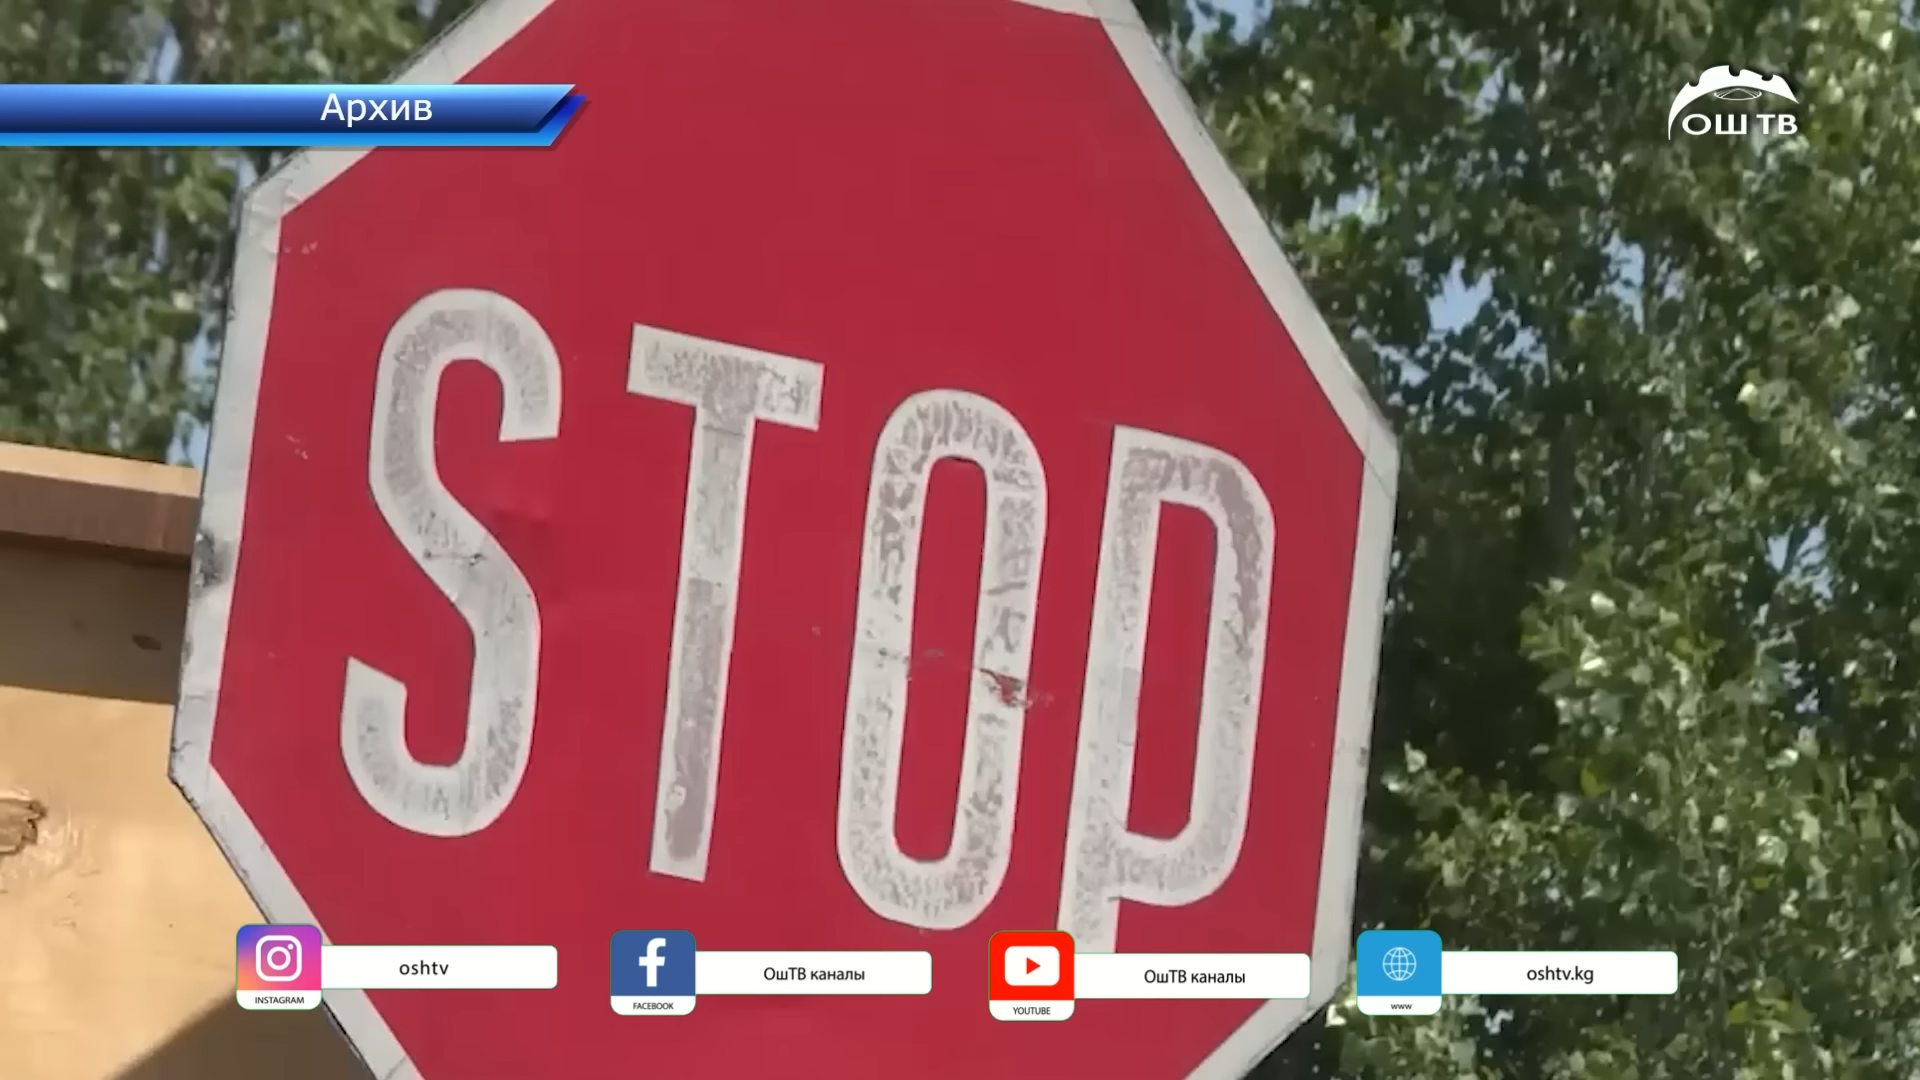 Архив
ОШ ТВ
STOP
oshtv
INSTAGRAM
ОшТВ каналы
FACEBOOK
ОшТВ каналы
YOUTUBE
oshtv.kg
www